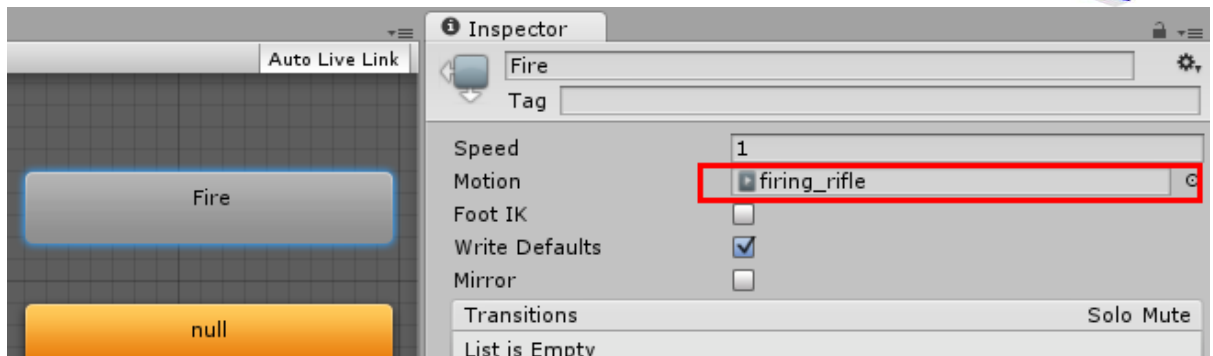 Inspector
Auto Live Link
Fire
Tag
Speed 1
Motion firing_rifle
Fire
Foot IK
Write Defaults
Mirror
Transitions Solo Mute
null
List is Empty